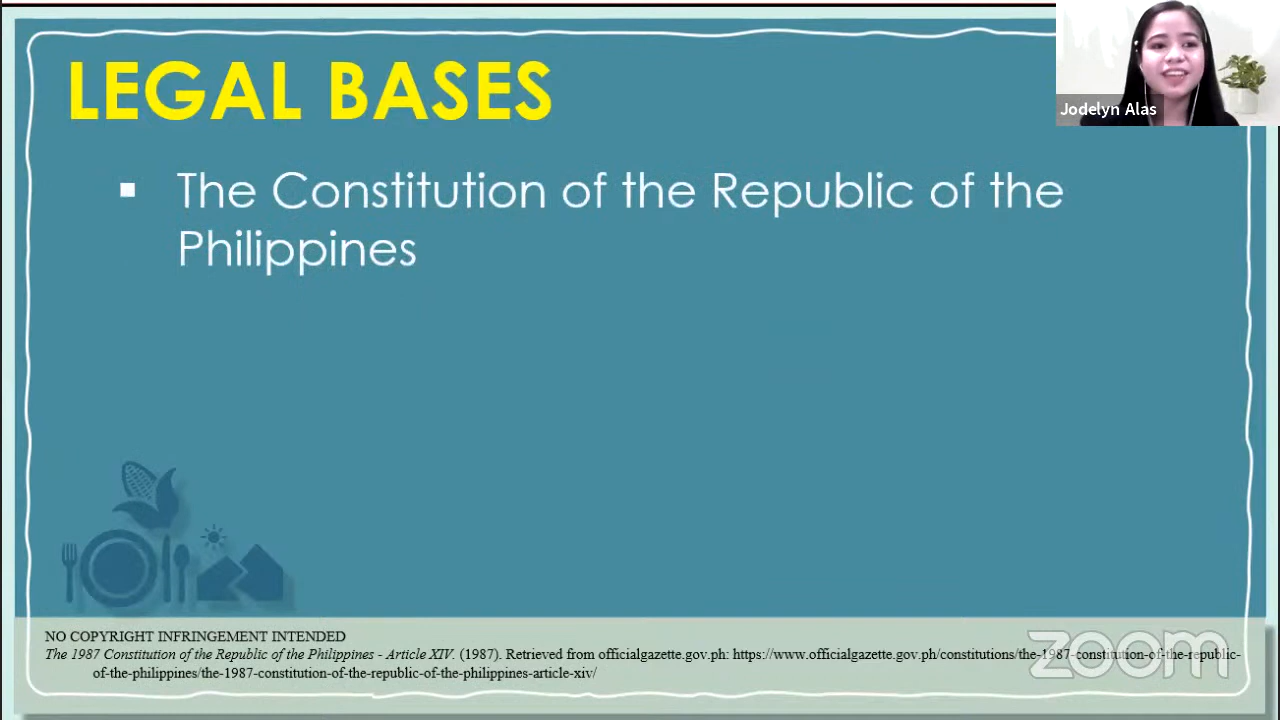 LEGAL BASES
Jodelyn Alas
▪ The Constitution of the Republic of the
Philippines
NO COPYRIGHT INFRINGEMENT INTENDED
The 1987 Constitution of the Republic of the Philippines - Article XIV. (1987). Retrieved from officialgazette.gov.ph: https://www.officialgazette.gov.ph/constitutions/the-1987-constitution-of-the-republic-
of-the-philippines/the-1987-constitution-of-the-republic-of-the-philippines-article-xiv/
zoom